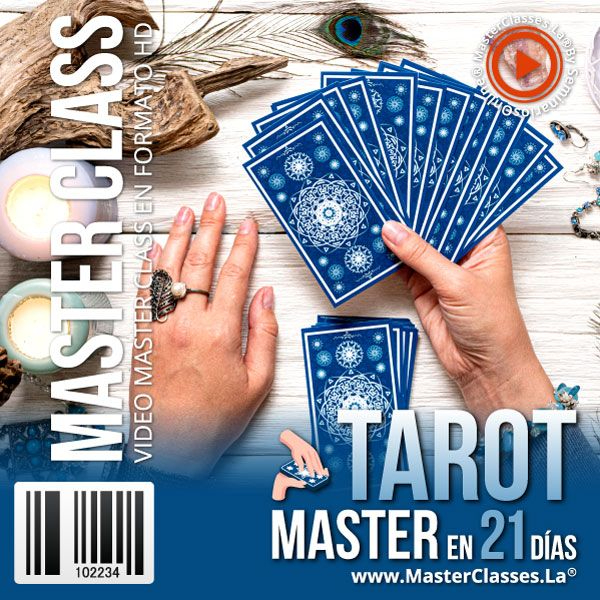 MASTER CLASS
VIDEO MASTER CLASS EN FORMATO HD
TAROT
MASTER EN 21 DÍAS
www.MasterClasses.La®
102234